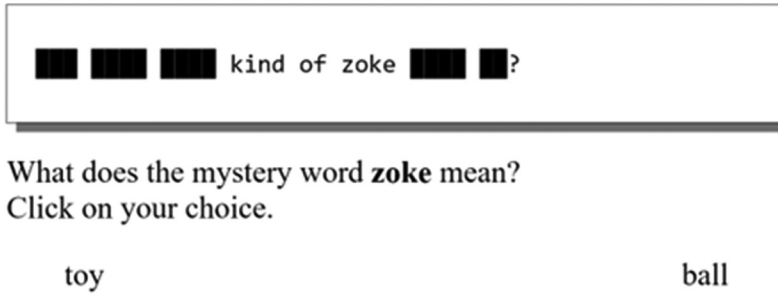 kind of zoke ?
What does the mystery word zoke mean?
Click on your choice.
toy ball